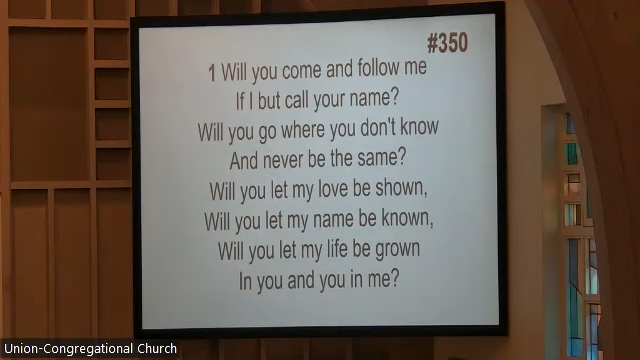 #350
1 Will you come and follow me
If I but call your name?
Will you go where you don't know
And never be the same?
Will you let my love be shown,
Will you let my name be known,
Will you let my life be grown
In you and you in me?
Union-Congregational Church